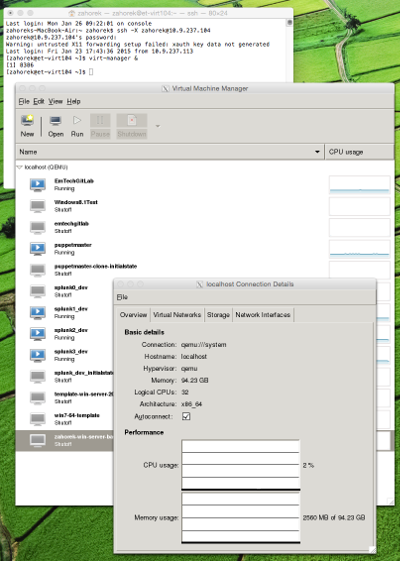 zahorek — zahorek@et-virt104:~ — ssh — 80×24
Last login: Mon Jan 26 09:22:01 on console
zahoreks-MacBook-Air:~ zahorek$ ssh -X zahorek@10.9.237.104
zahorek@10.9.237.104's password:
Warning: untrusted X11 forwarding setup failed: xauth key data not generated
Last login: Fri Jan 23 17:43:36 2015 from 10.9.237.113
[zahorek@et-virt104 ~]$ virt-manager &
[1] 8386
[zahorek@et-virt104 ~]$
Virtual Machine Manager
File Edit View Help
New Open Run Pause Shutdown
Name CPU usage
localhost (QEMU)
EmTechGitLab
Running
Windows8.1Test
Shutoff
emtechgitlab
Shutoff
puppetmaster
Running
puppetmaster-clone-initialstate
Shutoff
splunk0_dev
Shutoff
splunk1_dev
Running
splunk2_dev
Running
splunk3_dev
Running
splunk_dev_initialstate
Shutoff
template-win-server-20
Shutoff
win7-64-template
Shutoff
zahorek-win-server-ba
Shutoff
localhost Connection Details
File
Overview Virtual Networks Storage Network Interfaces
Basic details
Connection: qemu:///system
Hostname: localhost
Hypervisor: qemu
Memory: 94.23 GB
Logical CPUs: 32
Architecture: x86_64
Autoconnect:
Performance
CPU usage: 2 %
Memory usage: 2560 MB of 94.23 GB